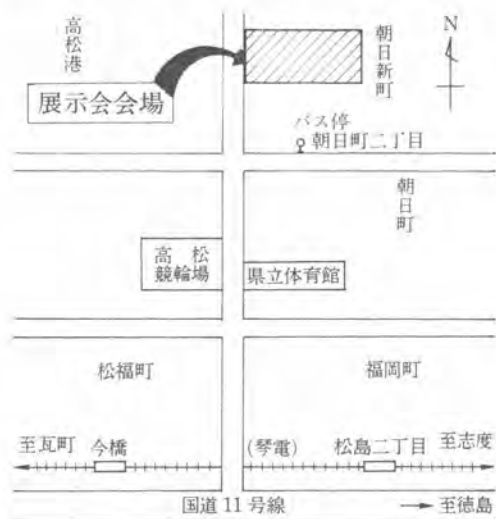 高松港
朝日新町
N
展示会会場
バス停
朝日町二丁目
朝日町
高松
競輪場
県立体育館
松福町
福岡町
至瓦町
今橋
(琴電)
松島二丁目
至志度
国道11号線
至徳島